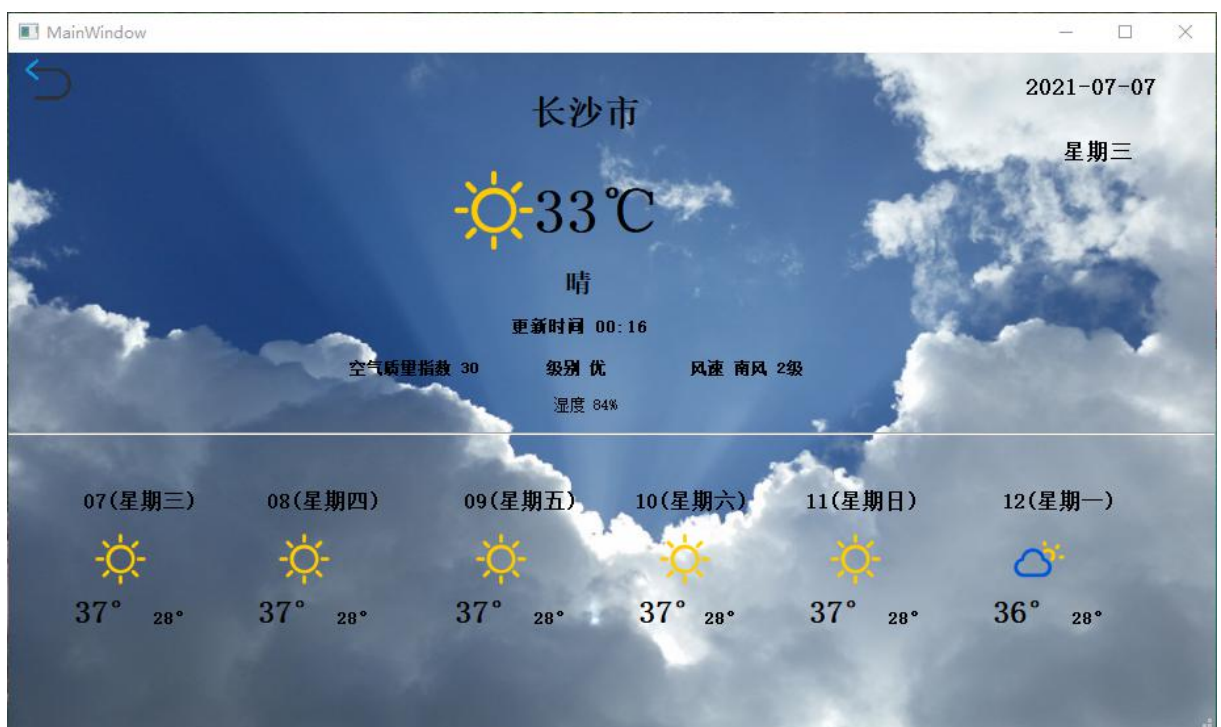 MainWindow
2021-07-07
长沙市
星期三
33℃
晴
更新时间 00:16
空气质量指数 30 级别 优 风速 南风 2级
湿度 84%
07(星期三) 08(星期四) 09(星期五) 10(星期六) 11(星期日) 12(星期一)
37° 28° 37° 28° 37° 28° 37° 28° 37° 28° 36° 28°